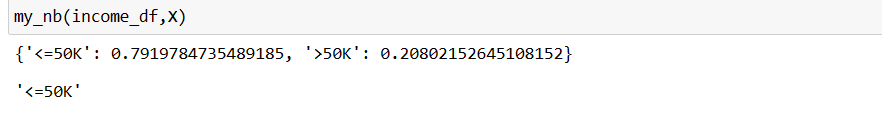 my_nb(income_df,X)
{'<=50K': 0.7919784735489185, '>50K': 0.20802152645108152}
'<=50K'